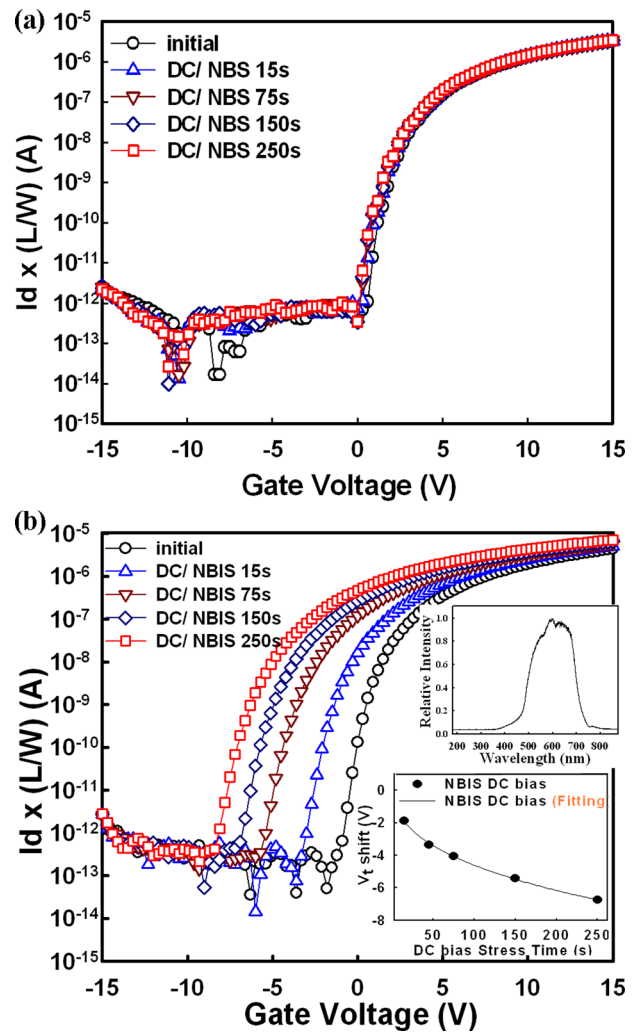 (a)
10-5
10-6
10-7
10-8
10-9
10-10
10-11
10-12
10-13
10-14
10-15
Id x (L/W) (A)
initial
DC/ NBS 15s
DC/ NBS 75s
DC/ NBS 150s
DC/ NBS 250s
-15 -10 -5 0 5 10 15
Gate Voltage (V)
(b)
10-5
10-6
10-7
10-8
10-9
10-10
10-11
10-12
10-13
10-14
10-15
Id x (L/W) (A)
initial
DC/ NBIS 15s
DC/ NBIS 75s
DC/ NBIS 150s
DC/ NBIS 250s
Relative Intensity
1.0
0.8
0.6
0.4
0.2
0.0
200 300 400 500 600 700 800
Wavelength (nm)
Vt shift (V)
0
-2
-4
-6
-8
NBIS DC bias
NBIS DC bias (Fitting
50 100 150 200 250
DC bias Stress Time (s)
-15 -10 -5 0 5 10 15
Gate Voltage (V)